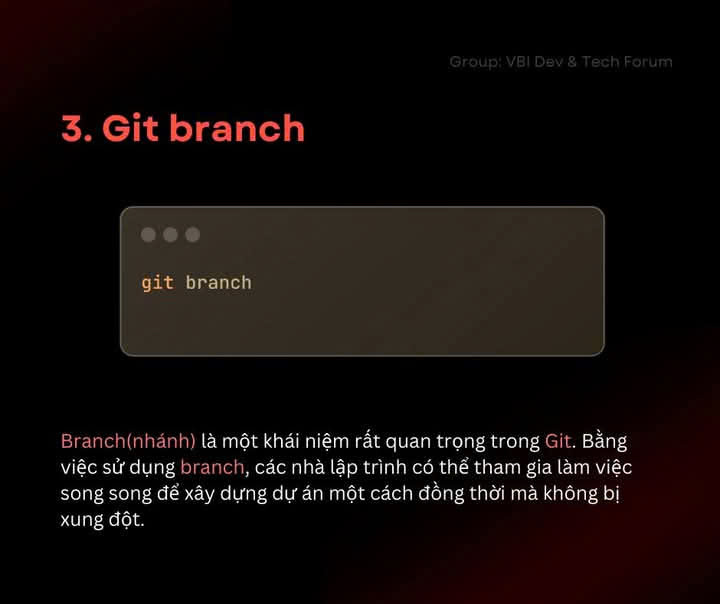 Group: VBI Dev & Tech Forum
3. Git branch
git branch
Branch(nhánh) là một khái niệm rất quan trọng trong Git. Bằng
việc sử dụng branch, các nhà lập trình có thể tham gia làm việc
song song để xây dựng dự án một cách đồng thời mà không bị
xung đột.